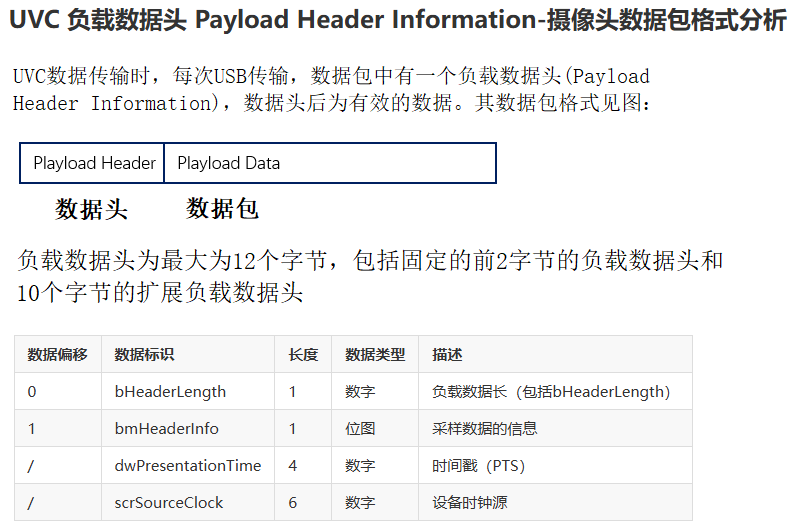 UVC 负载数据头 Payload Header Information-摄像头数据包格式分析
UVC数据传输时，每次USB传输，数据包中有一个负载数据头(Payload
Header Information)，数据头后为有效的数据。其数据包格式见图：
Playload Header Playload Data
数据头 数据包
负载数据头为最大为12个字节，包括固定的前2字节的负载数据头和
10个字节的扩展负载数据头
数据偏移 数据标识 长度 数据类型 描述
0 bHeaderLength 1 数字 负载数据长（包括bHeaderLength）
1 bmHeaderInfo 1 位图 采样数据的信息
/ dwPresentationTime 4 数字 时间戳（PTS）
/ scrSourceClock 6 数字 设备时钟源